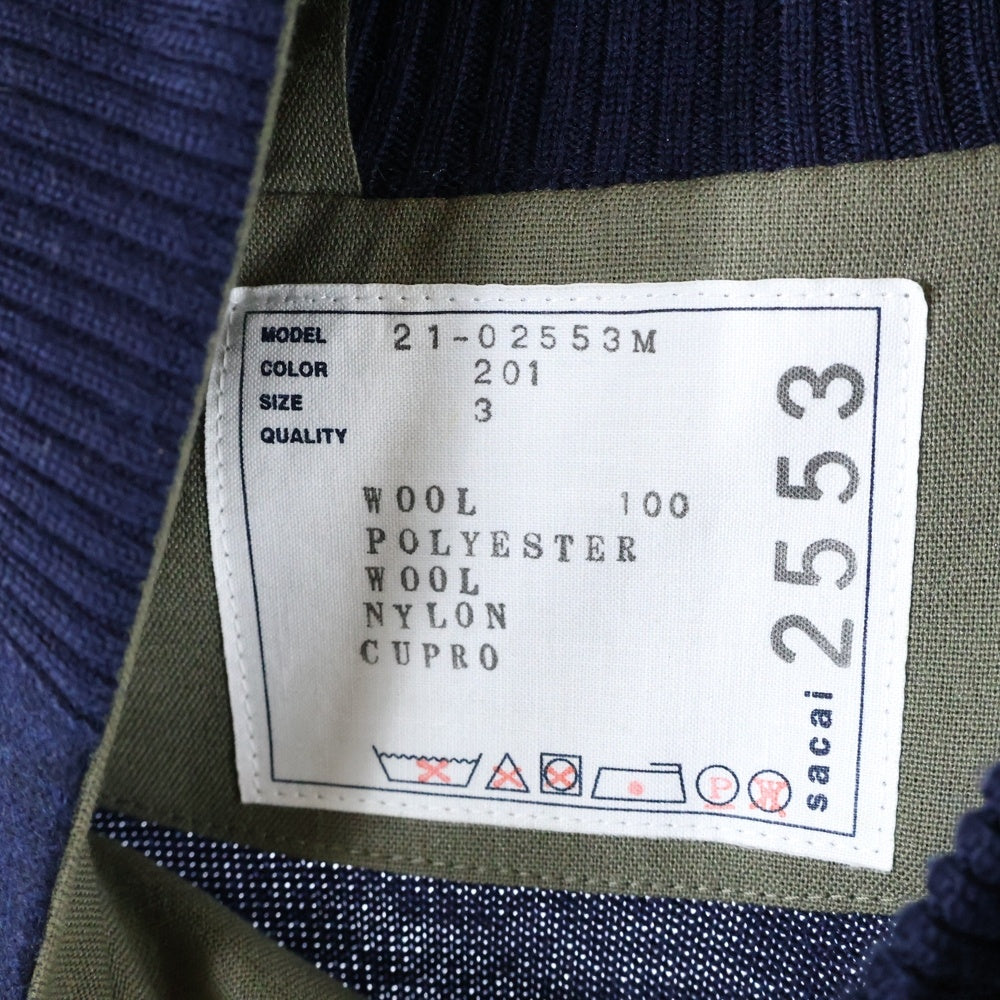 MODEL 21-02553M
COLOR 201
SIZE 3
QUALITY
WOOL 100
POLYESTER
WOOL
NYLON
CUPRO
P W
sacai 2553